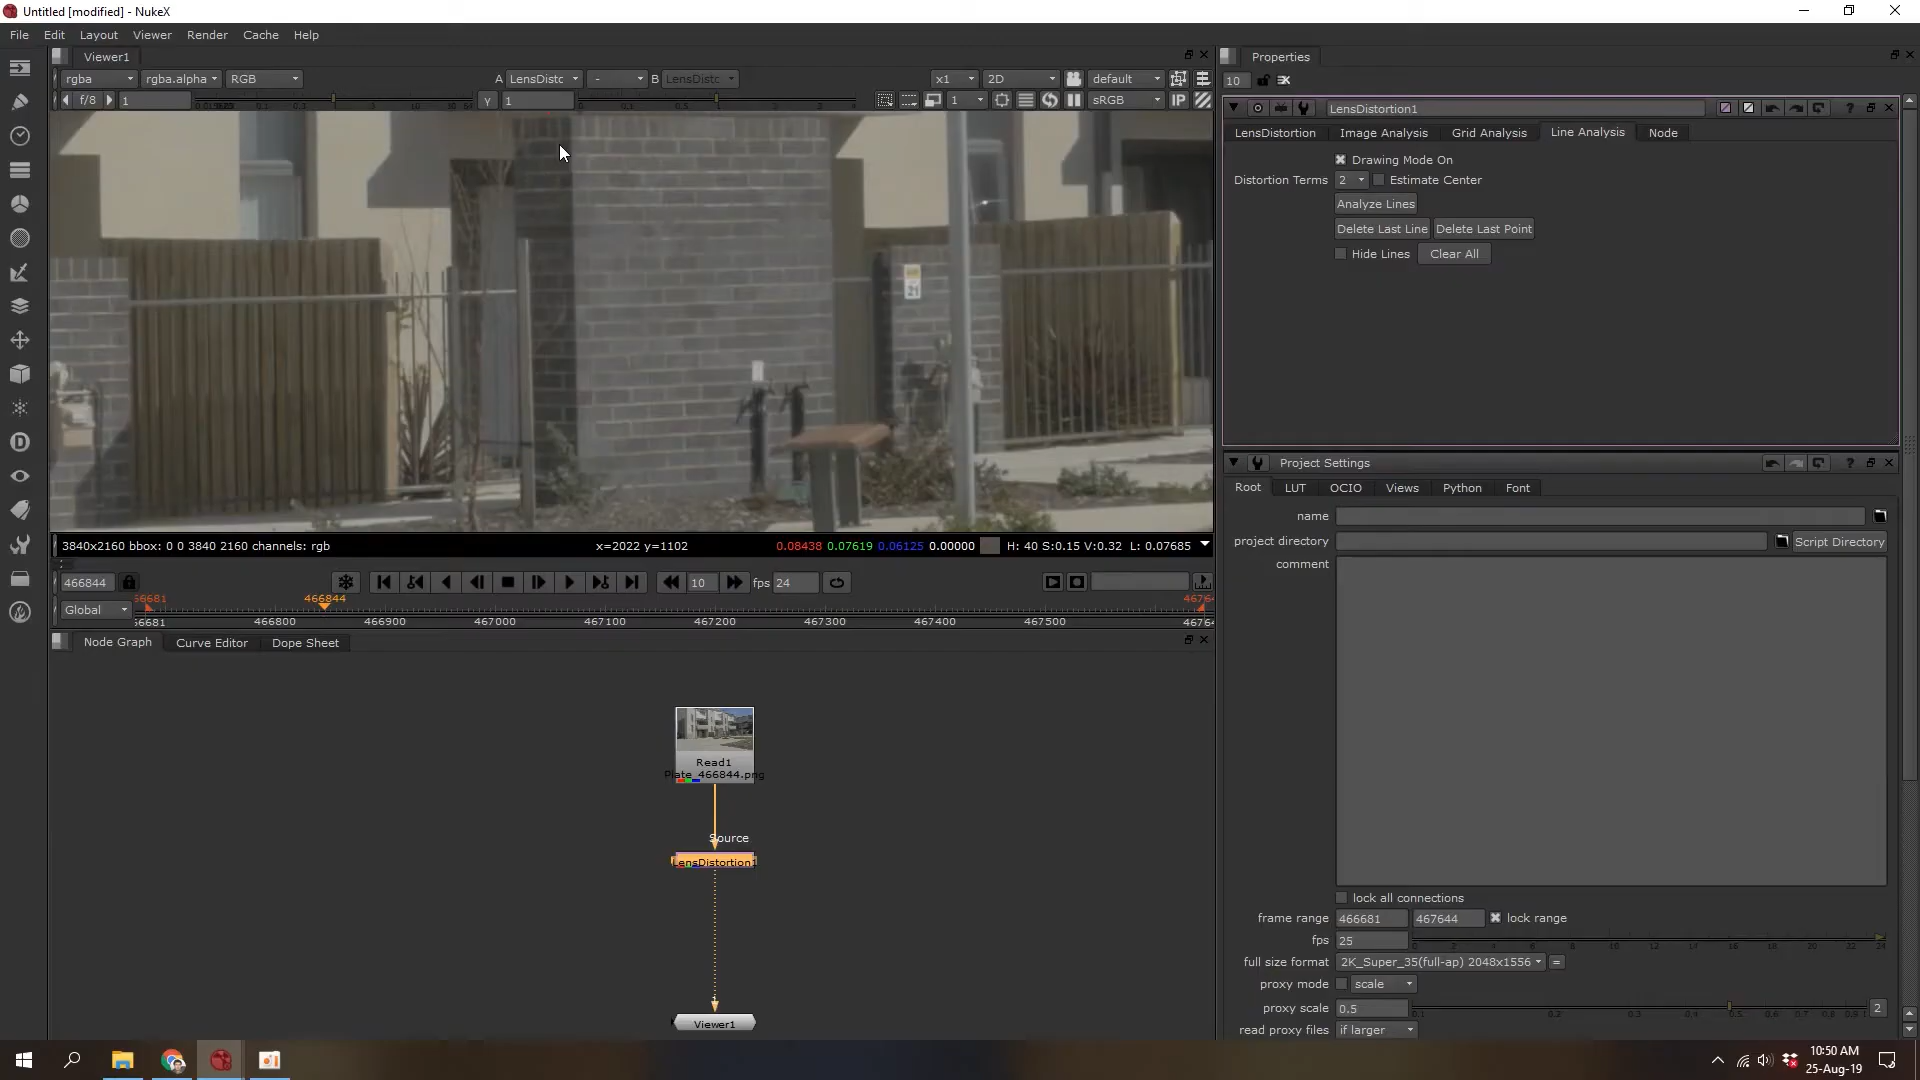 Untitled [modified] - NukeX
File Edit Layout Viewer Render Cache Help
Viewer1
rgba rgba.alpha RGB A LensDistc - B LensDistc x1 2D default
f/8 1 γ 1 1 sRGB IP
3840x2160 bbox: 0 0 3840 2160 channels: rgb x=2022 y=1102 0.08438 0.07619 0.06125 0.00000 H: 40 S:0.15 V:0.32 L: 0.07685
466844 10 fps 24
Global 466844
466800 466900 467000 467100 467200 467300 467400 467500
Node Graph Curve Editor Dope Sheet
Read1
Plate_466844.png
Source
LensDistortion1
Viewer1
Properties
10
LensDistortion1
LensDistortion Image Analysis Grid Analysis Line Analysis Node
Drawing Mode On
Distortion Terms 2 Estimate Center
Analyze Lines
Delete Last Line Delete Last Point
Hide Lines Clear All
Project Settings
Root LUT OCIO Views Python Font
name
project directory Script Directory
comment
lock all connections
frame range 466681 467644 lock range
fps 25
full size format 2K_Super_35(full-ap) 2048x1556 =
proxy mode scale
proxy scale 0.5 2
read proxy files if larger
10:50 AM
25-Aug-19